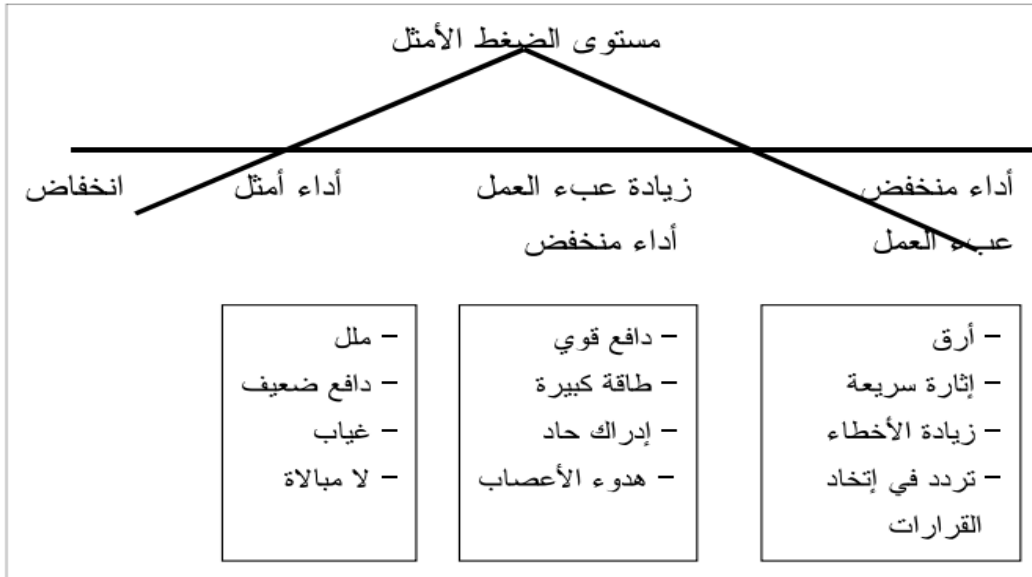 مستوى الضغط الأمثل
أداء منخفض زيادة عبء العمل أداء أمثل انخفاض
عبء العمل أداء منخفض
– أرق
– إثارة سريعة
– زيادة الأخطاء
– تردد في إتخاد
القرارات
– دافع قوي
– طاقة كبيرة
– إدراك حاد
– هدوء الأعصاب
– ملل
– دافع ضعيف
– غياب
– لا مبالاة